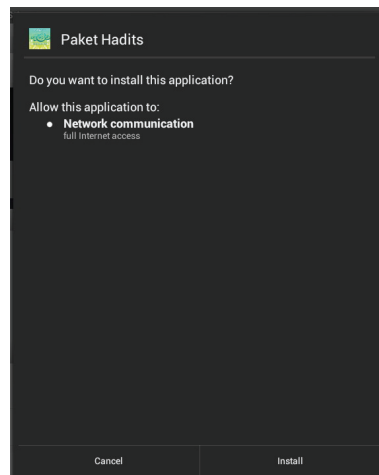 Paket Hadits
Do you want to install this application?
Allow this application to:
● Network communication
full Internet access
Cancel Install